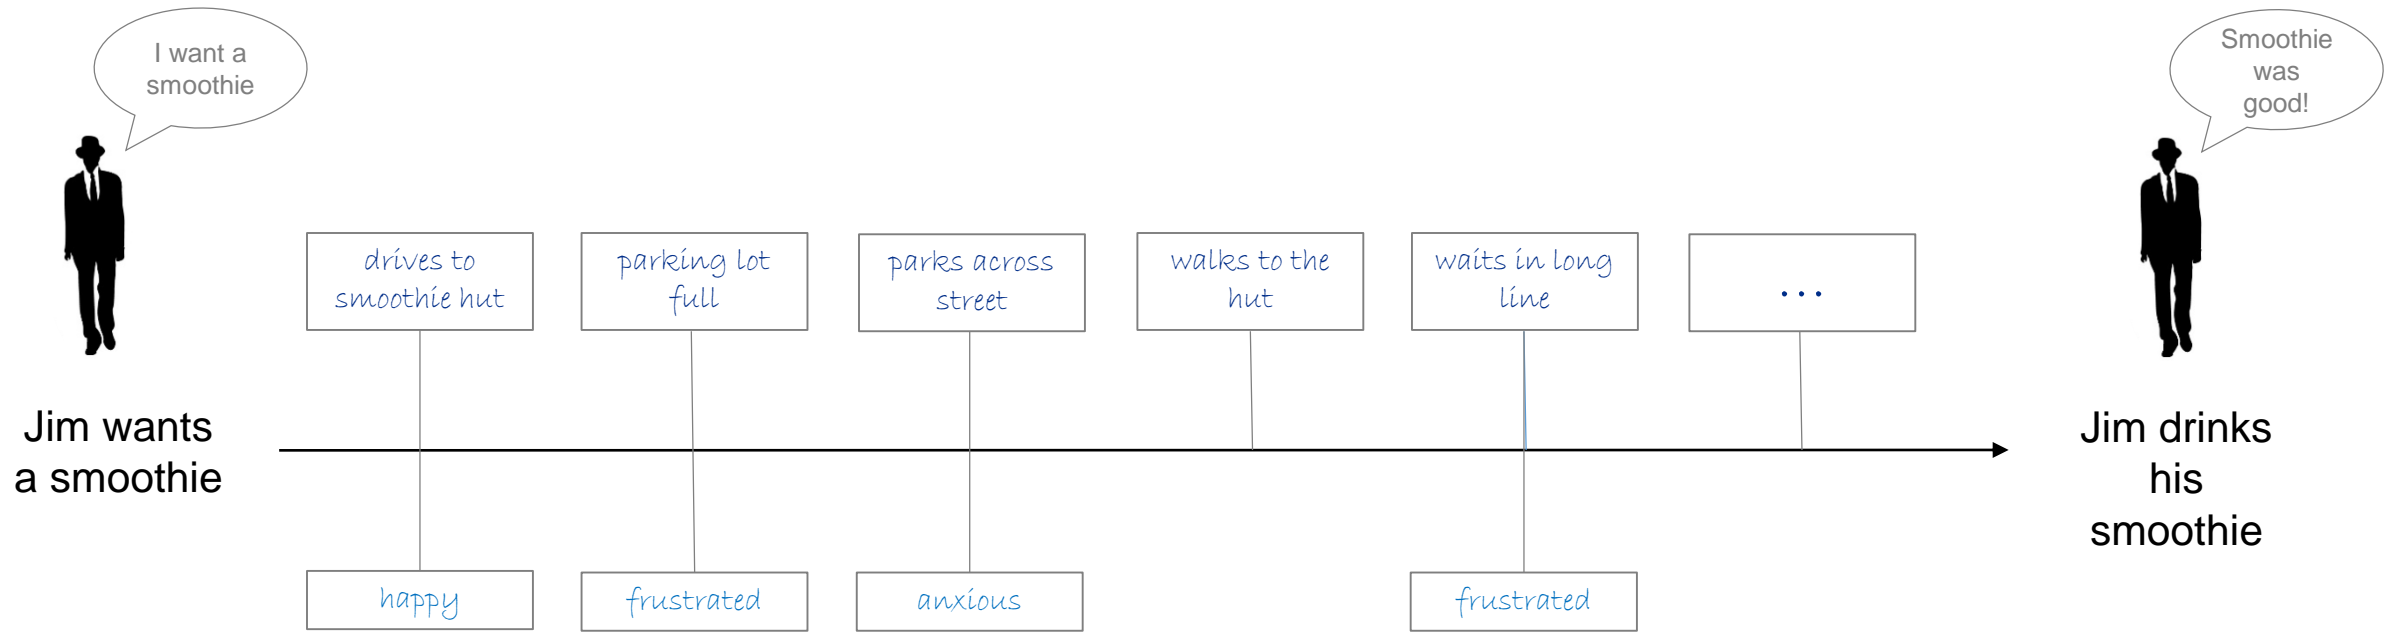 I want a
smoothie
Smoothie
was
good!
drives to
smoothie hut
parking lot
full
parks across
street
walks to the
hut
waits in long
line
...
Jim wants
a smoothie
Jim drinks
his
smoothie
happy
frustrated
anxious
frustrated